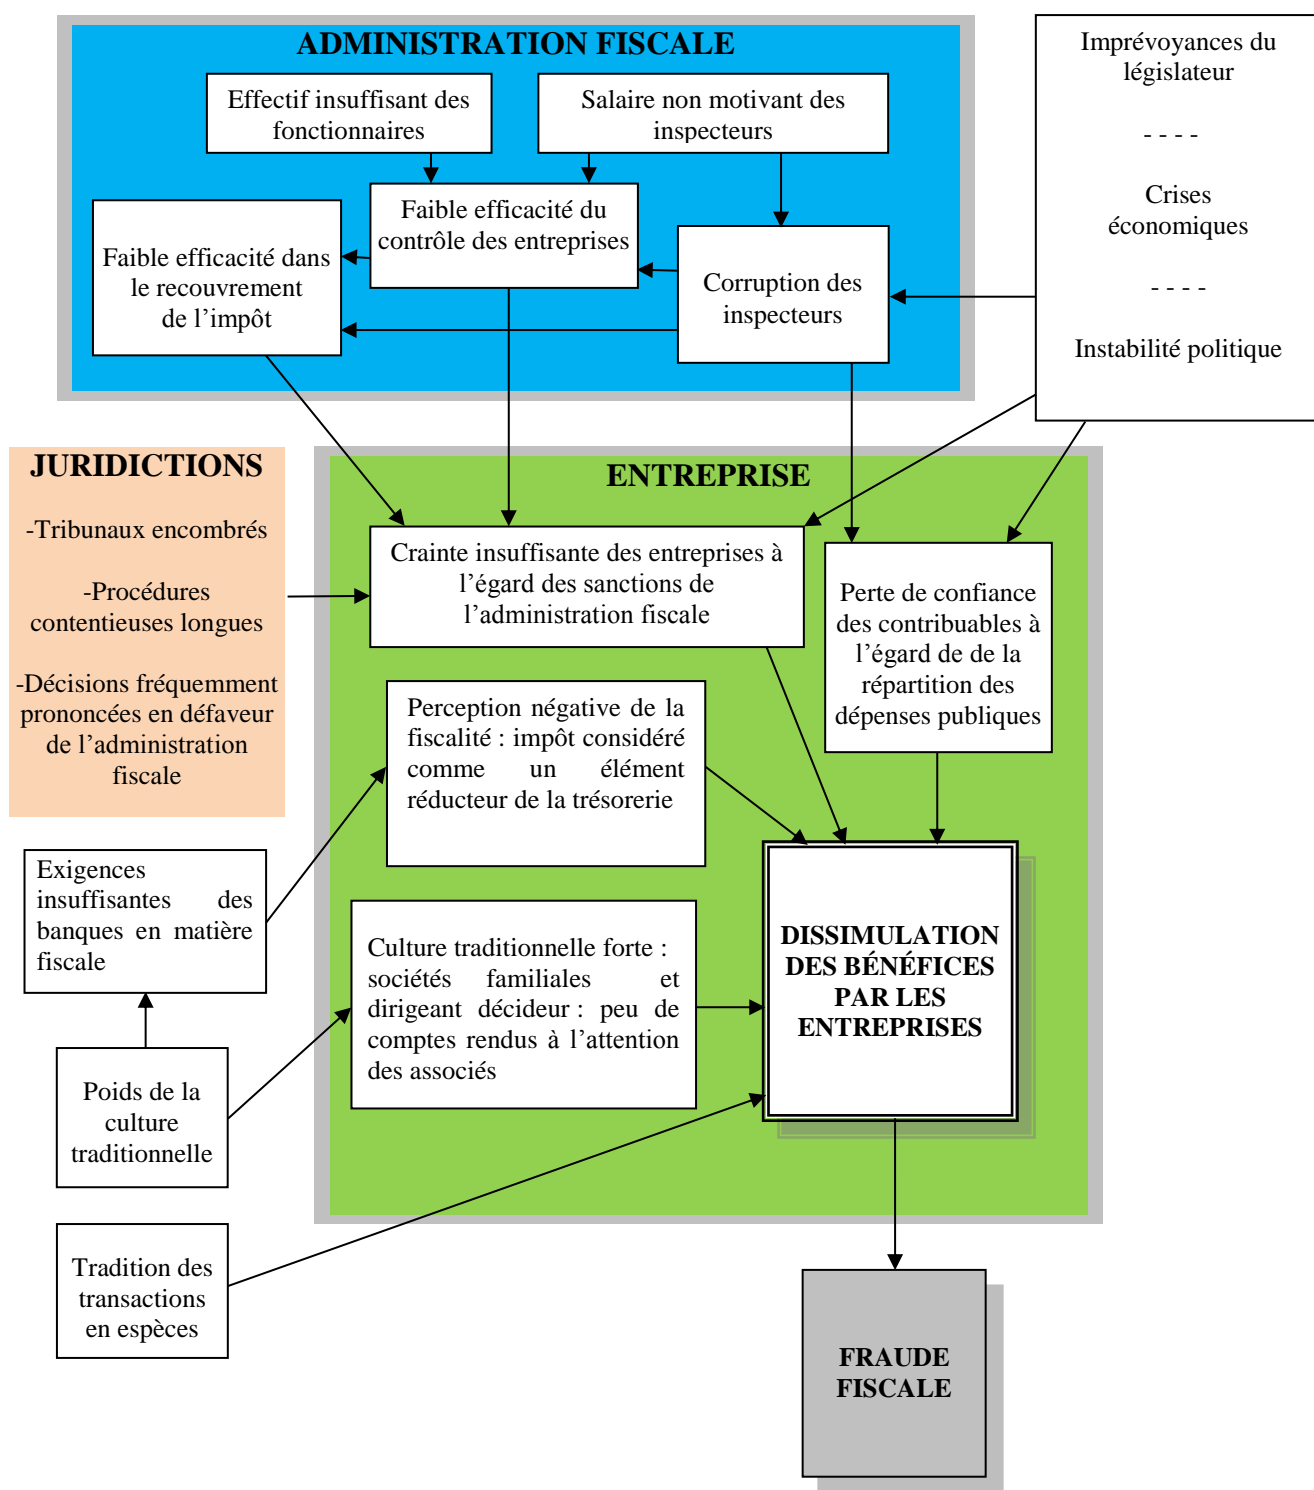 ADMINISTRATION FISCALE
Effectif insuffisant des
fonctionnaires
Salaire non motivant des
inspecteurs
Faible efficacité du
contrôle des entreprises
Faible efficacité dans
le recouvrement
de l’impôt
Corruption des
inspecteurs
Imprévoyances du
législateur
- - - -
Crises
économiques
- - - -
Instabilité politique
JURIDICTIONS
-Tribunaux encombrés
-Procédures
contentieuses longues
-Décisions fréquemment
prononcées en défaveur
de l’administration
fiscale
ENTREPRISE
Crainte insuffisante des entreprises à
l’égard des sanctions de
l’administration fiscale
Perte de confiance
des contribuables à
l’égard de de la
répartition des
dépenses publiques
Perception négative de la
fiscalité : impôt considéré
comme un élément
réducteur de la trésorerie
Exigences
insuffisantes des
banques en matière
fiscale
Culture traditionnelle forte :
sociétés familiales et
dirigeant décideur : peu de
comptes rendus à l’attention
des associés
DISSIMULATION
DES BÉNÉFICES
PAR LES
ENTREPRISES
Poids de la
culture
traditionnelle
Tradition des
transactions
en espèces
FRAUDE
FISCALE